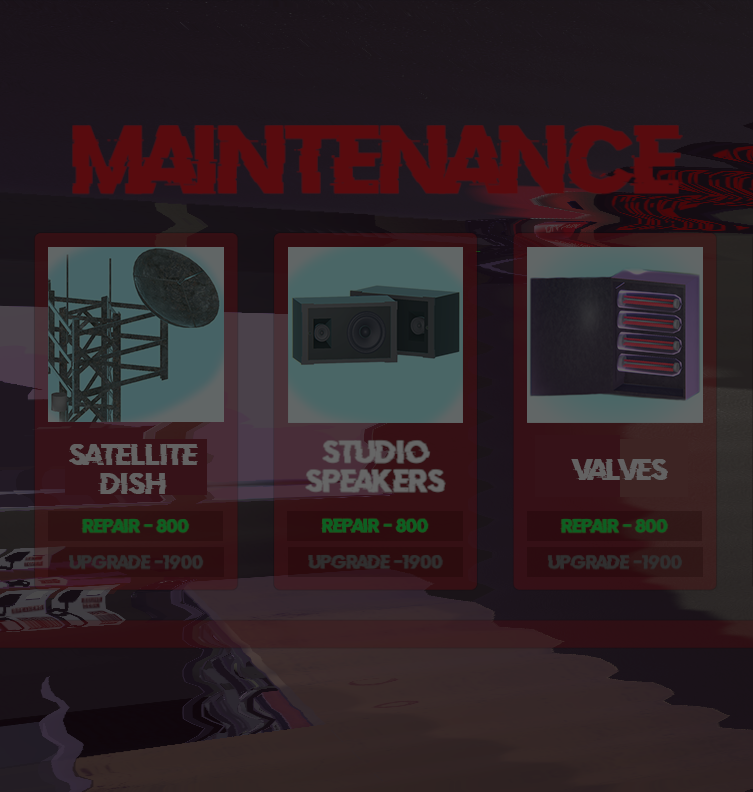 MAINTENANCE
SATELLITE
DISH
STUDIO
SPEAKERS
VALVES
REPAIR - 800
REPAIR - 800
REPAIR - 800
UPGRADE -1900
UPGRADE -1900
UPGRADE -1900